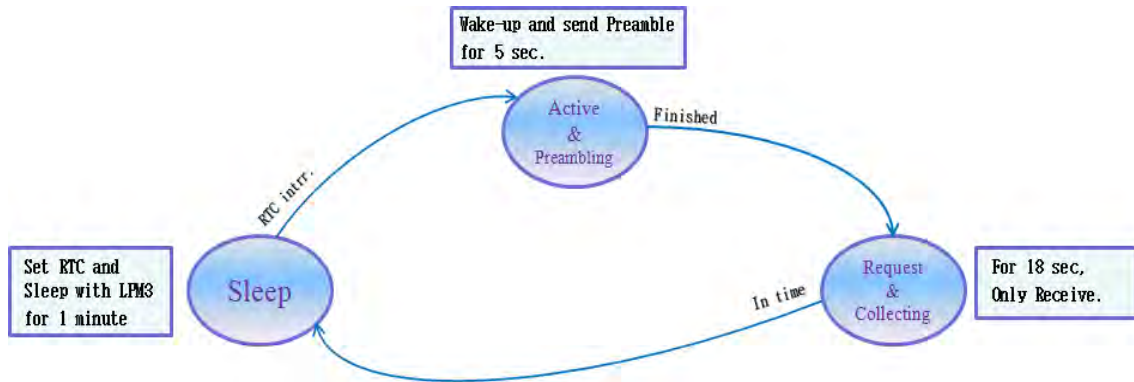 Wake-up and send Preamble
for 5 sec.
Active
&
Preambling
Finished
RTC intrr.
Set RTC and
Sleep with LPM3
for 1 minute
Sleep
Request
&
Collecting
In time
For 18 sec,
Only Receive.